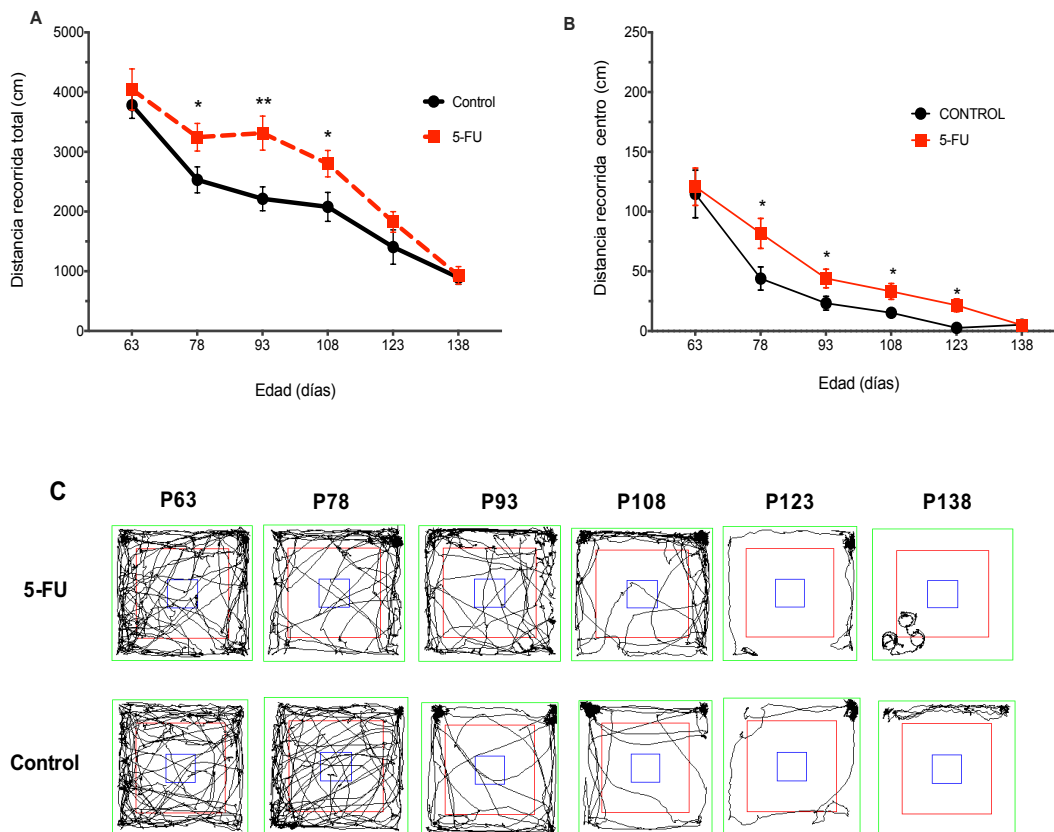 A
5000
4000
3000
2000
1000
0
Distancia recorrida total (cm)
*
**
*
Control
5-FU
63 78 93 108 123 138
Edad (días)
B
250
200
150
100
50
0
Distancia recorrida centro (cm)
*
*
*
*
CONTROL
5-FU
63 78 93 108 123 138
Edad (días)
C
P63 P78 P93 P108 P123 P138
5-FU
Control